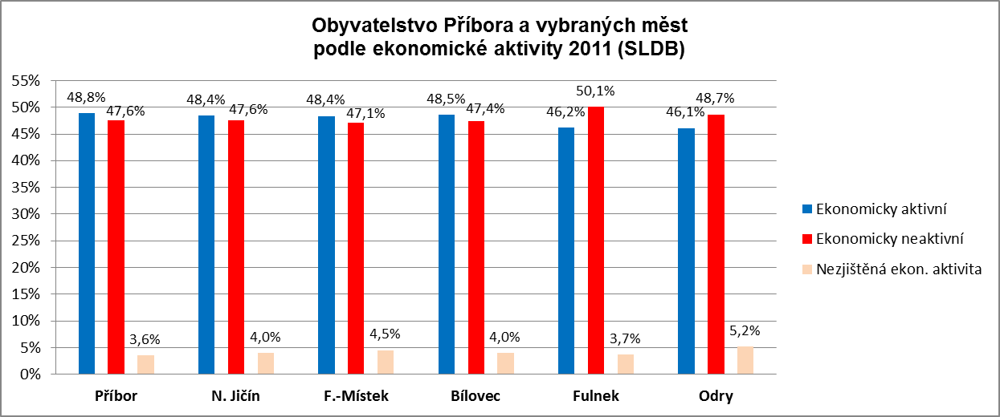 Obyvatelstvo Příbora a vybraných měst
podle ekonomické aktivity 2011 (SLDB)
55%
50%
45%
40%
35%
30%
25%
20%
15%
10%
5%
0%
48,8%
47,6%
3,6%
48,4%
47,6%
4,0%
48,4%
47,1%
4,5%
48,5%
47,4%
4,0%
46,2%
50,1%
3,7%
46,1%
48,7%
5,2%
Příbor
N. Jičín
F.-Místek
Bílovec
Fulnek
Odry
Ekonomicky aktivní
Ekonomicky neaktivní
Nezjištěná ekon. aktivita